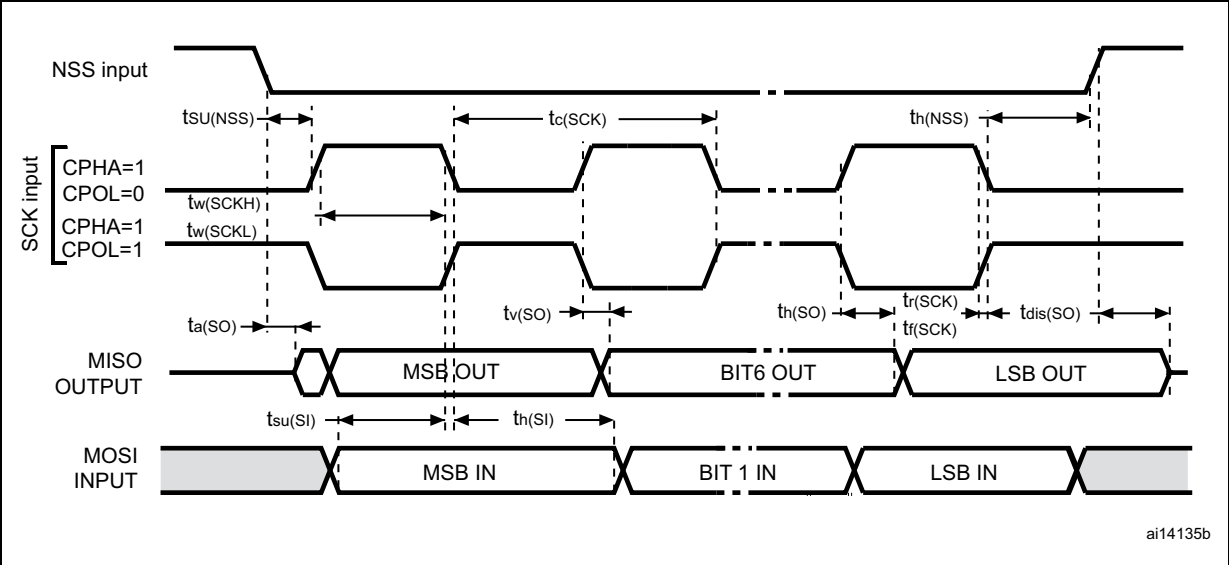 NSS input
tSU(NSS)
tc(SCK)
th(NSS)
SCK input
CPHA=1
CPOL=0
tw(SCKH)
CPHA=1
tw(SCKL)
CPOL=1
ta(SO)
tv(SO)
th(SO)
tr(SCK)
tf(SCK)
tdis(SO)
MISO
OUTPUT
MSB OUT
BIT6 OUT
LSB OUT
tsu(SI)
th(SI)
MOSI
INPUT
MSB IN
BIT 1 IN
LSB IN
ai14135b